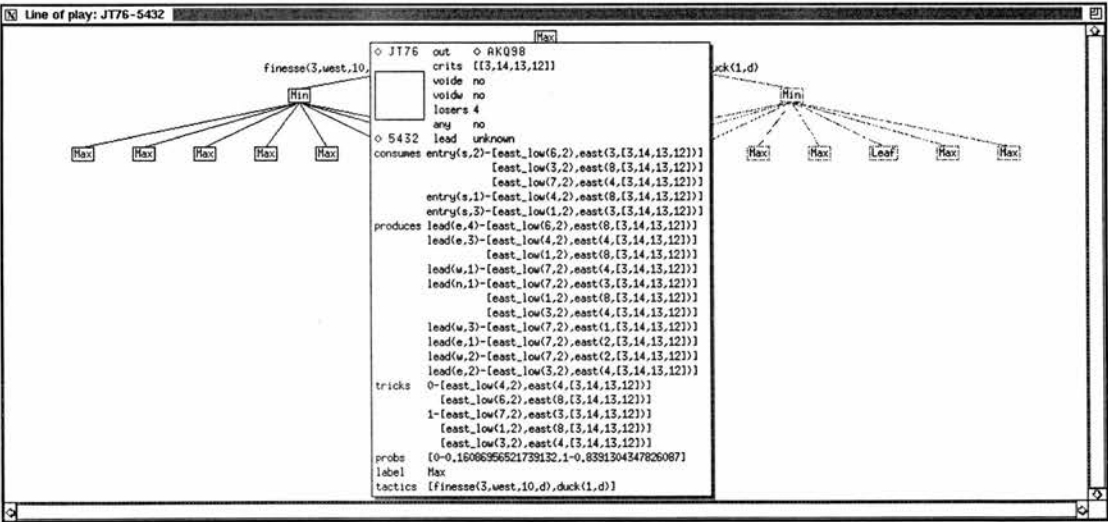 Line of play: JT76-5432
Max
◇ JT76 out ◇ AKQ98
crits [[3,14,13,12]]
voide no
voidw no
losers 4
any no
◇ 5432 lead unknown
finesse(3,west,10,
uck(1,d)
Min
Min
Max
Max
Max
Max
Max
Max
Max
Leaf
Max
Max
consumes entry(s,2)-[east_low(6,2),east(3,[3,14,13,12])]
[east_low(3,2),east(8,[3,14,13,12])]
[east_low(7,2),east(4,[3,14,13,12])]
entry(s,1)-[east_low(4,2),east(8,[3,14,13,12])]
entry(s,3)-[east_low(1,2),east(3,[3,14,13,12])]
produces lead(e,4)-[east_low(6,2),east(8,[3,14,13,12])]
lead(e,3)-[east_low(4,2),east(4,[3,14,13,12])]
[east_low(1,2),east(8,[3,14,13,12])]
lead(w,1)-[east_low(7,2),east(4,[3,14,13,12])]
lead(n,1)-[east_low(7,2),east(3,[3,14,13,12])]
[east_low(1,2),east(8,[3,14,13,12])]
[east_low(3,2),east(4,[3,14,13,12])]
lead(w,3)-[east_low(7,2),east(1,[3,14,13,12])]
lead(e,1)-[east_low(7,2),east(2,[3,14,13,12])]
lead(w,2)-[east_low(7,2),east(2,[3,14,13,12])]
lead(e,2)-[east_low(3,2),east(4,[3,14,13,12])]
tricks 0-[east_low(4,2),east(4,[3,14,13,12])]
[east_low(6,2),east(8,[3,14,13,12])]
1-[east_low(7,2),east(3,[3,14,13,12])]
[east_low(1,2),east(8,[3,14,13,12])]
[east_low(3,2),east(4,[3,14,13,12])]
probs [0-0.16086956521739132,1-0.8391304347826087]
label Max
tactics [finesse(3,west,10,d),duck(1,d)]